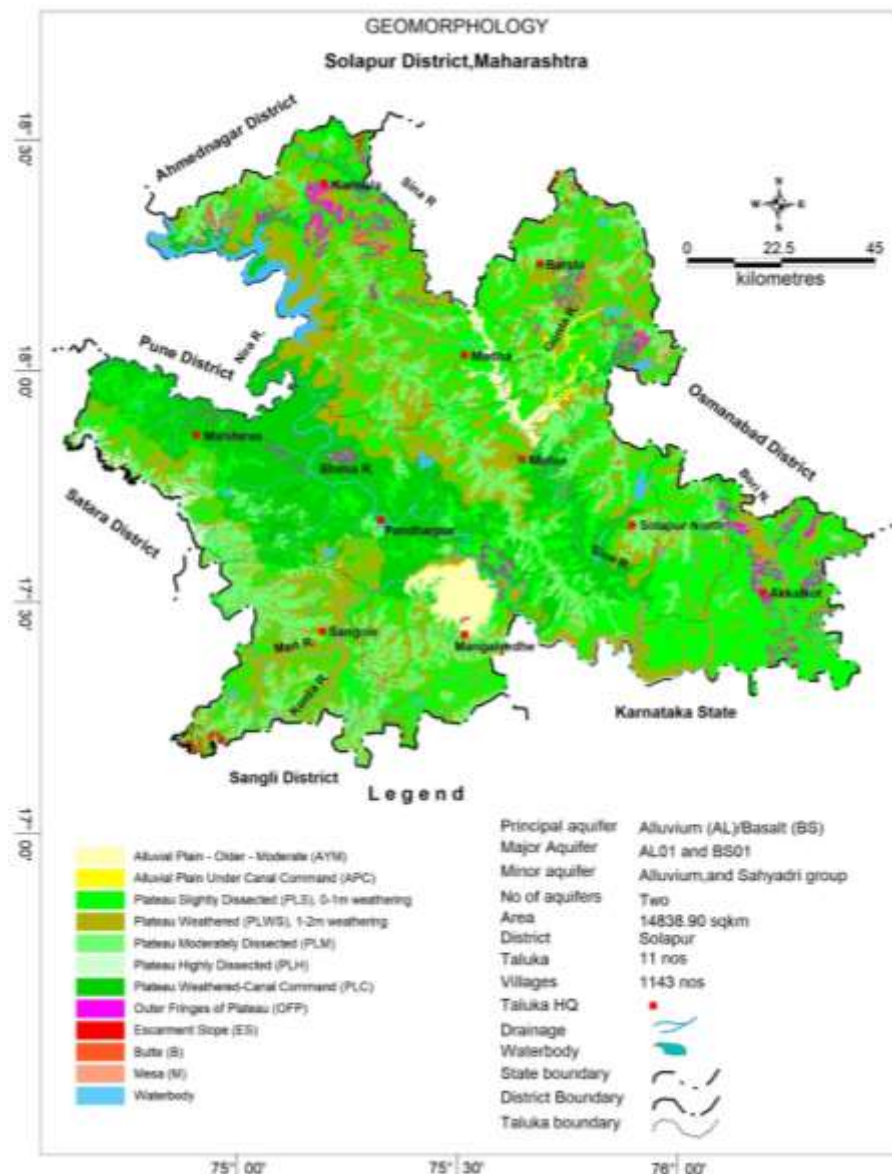 GEOMORPHOLOGY
Solapur District,Maharashtra
Ahmednagar District
18° 30'
Karmala
Sina R
N
W E
S
0 22.5 45
kilometres
Barshi
Nira R.
Pune District
Madha
18° 00'
Osmanabad District
Malshiras
Bhima R.
Mohol
Bori N.
Satara District
Solapur North
Pandharpur
Sina R.
17° 30'
Akkalkot
Man R.
Sangole
Mangalvedhe
Karnataka State
Sangli District
Legend
17° 00'
Alluvial Plain - Older - Moderate (AYM)
Alluvial Plain Under Canal Command (APC)
Plateau Slightly Dissected (PLS), 0-1m weathering
Plateau Weathered (PLWS), 1-2m weathering
Plateau Moderately Dissected (PLM)
Plateau Highly Dissected (PLH)
Plateau Weathered-Canal Command (PLC)
Outer Fringes of Plateau (OFP)
Escarment Slope (ES)
Butte (B)
Mesa (M)
Waterbody
Principal aquifer Alluvium (AL)/Basalt (BS)
Major Aquifer AL01 and BS01
Minor aquifer Alluvium,and Sahyadri group
No of aquifers Two
Area 14838.90 sqkm
District Solapur
Taluka 11 nos
Villages 1143 nos
Taluka HQ
Drainage
Waterbody
State boundary
District Boundary
Taluka boundary
75° 00' 75° 30' 76° 00'